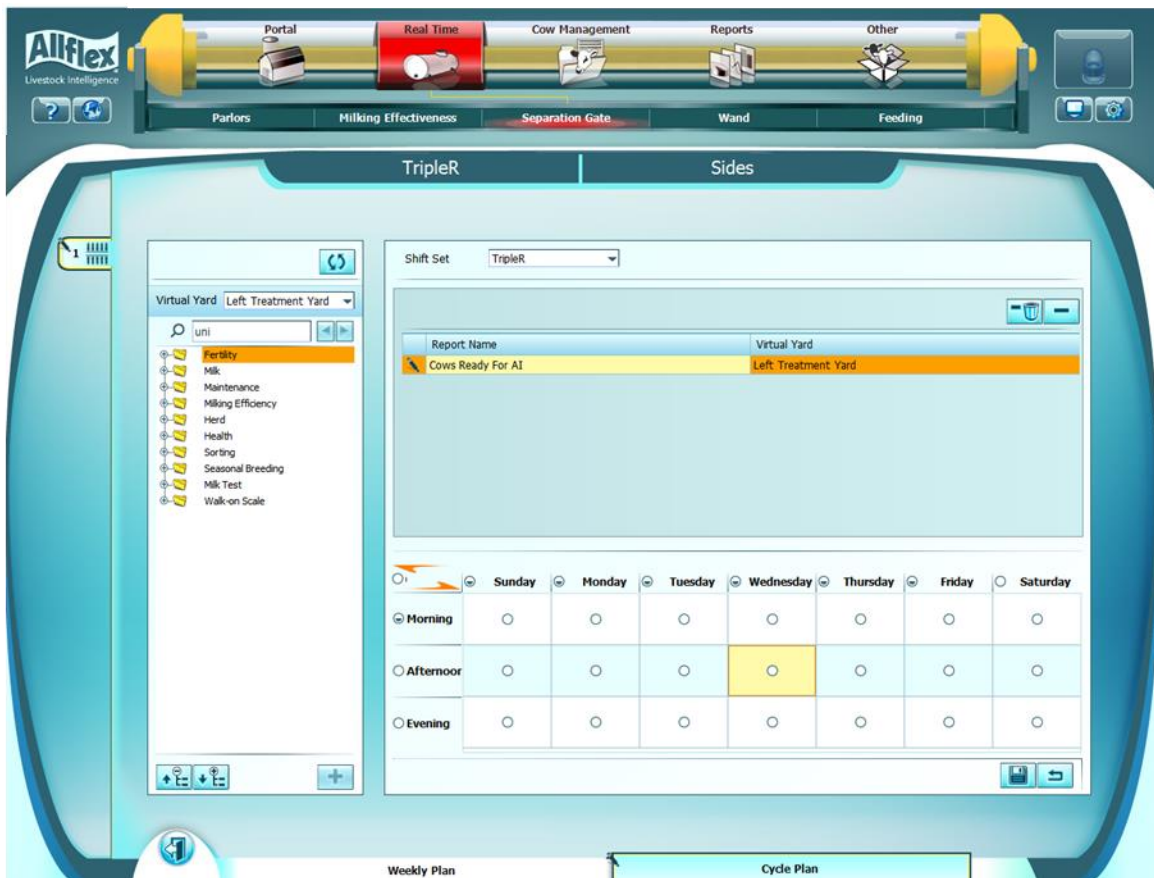 Allflex
Livestock Intelligence
Portal
Real Time
Cow Management
Reports
Other
?
Parlors
Milking Effectiveness
Separation Gate
Wand
Feeding
TripleR
Sides
1
Virtual Yard Left Treatment Yard
uni
Fertility
Milk
Maintenance
Milking Efficiency
Herd
Health
Sorting
Seasonal Breeding
Milk Test
Walk-on Scale
Shift Set TripleR
Report Name Virtual Yard
Cows Ready For AI Left Treatment Yard
Sunday Monday Tuesday Wednesday Thursday Friday Saturday
Morning
Afternoor
Evening
Weekly Plan
Cycle Plan